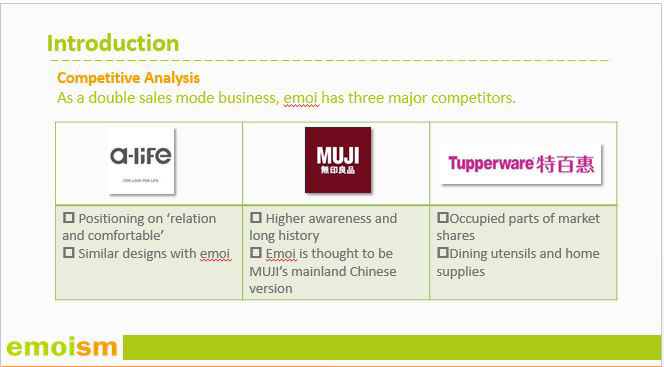 Introduction
Competitive Analysis
As a double sales mode business, emoi has three major competitors.
a-life
FOR LOVE FOR LIFE
MUJI
無印良品
Tupperware 特百惠
Positioning on ‘relation
and comfortable’
Similar designs with emoi
Higher awareness and
long history
Emoi is thought to be
MUJI’s mainland Chinese
version
Occupied parts of market
shares
Dining utensils and home
supplies
emoism